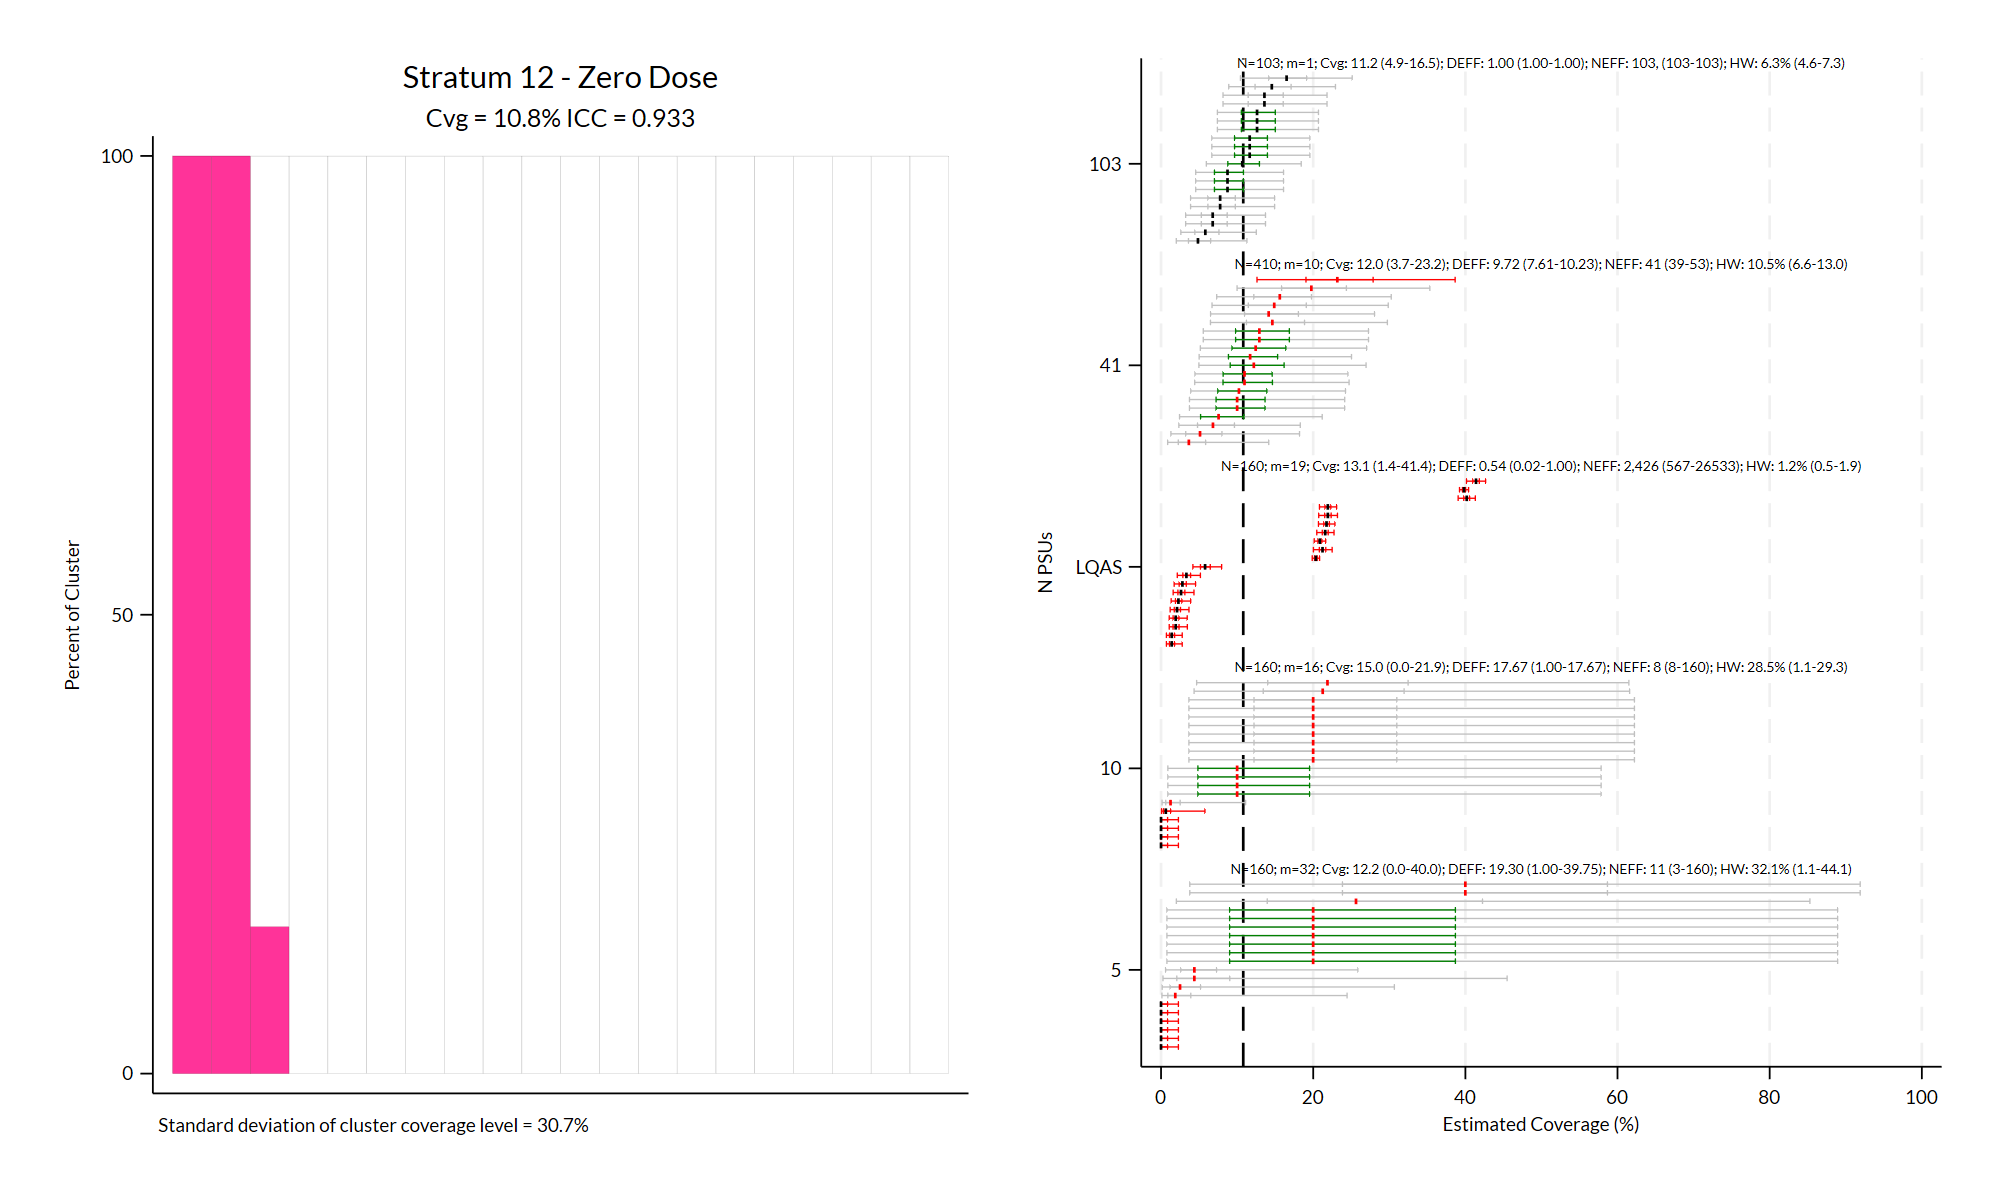 Stratum 12 - Zero Dose
Cvg = 10.8% ICC = 0.933
100
50
0
Percent of Cluster
Standard deviation of cluster coverage level = 30.7%
N=103; m=1; Cvg: 11.2 (4.9-16.5); DEFF: 1.00 (1.00-1.00); NEFF: 103, (103-103); HW: 6.3% (4.6-7.3)
103
N=410; m=10; Cvg: 12.0 (3.7-23.2); DEFF: 9.72 (7.61-10.23); NEFF: 41 (39-53); HW: 10.5% (6.6-13.0)
41
N=160; m=19; Cvg: 13.1 (1.4-41.4); DEFF: 0.54 (0.02-1.00); NEFF: 2,426 (567-26533); HW: 1.2% (0.5-1.9)
LQAS
N=160; m=16; Cvg: 15.0 (0.0-21.9); DEFF: 17.67 (1.00-17.67); NEFF: 8 (8-160); HW: 28.5% (1.1-29.3)
10
N=160; m=32; Cvg: 12.2 (0.0-40.0); DEFF: 19.30 (1.00-39.75); NEFF: 11 (3-160); HW: 32.1% (1.1-44.1)
5
N PSUs
0 20 40 60 80 100
Estimated Coverage (%)